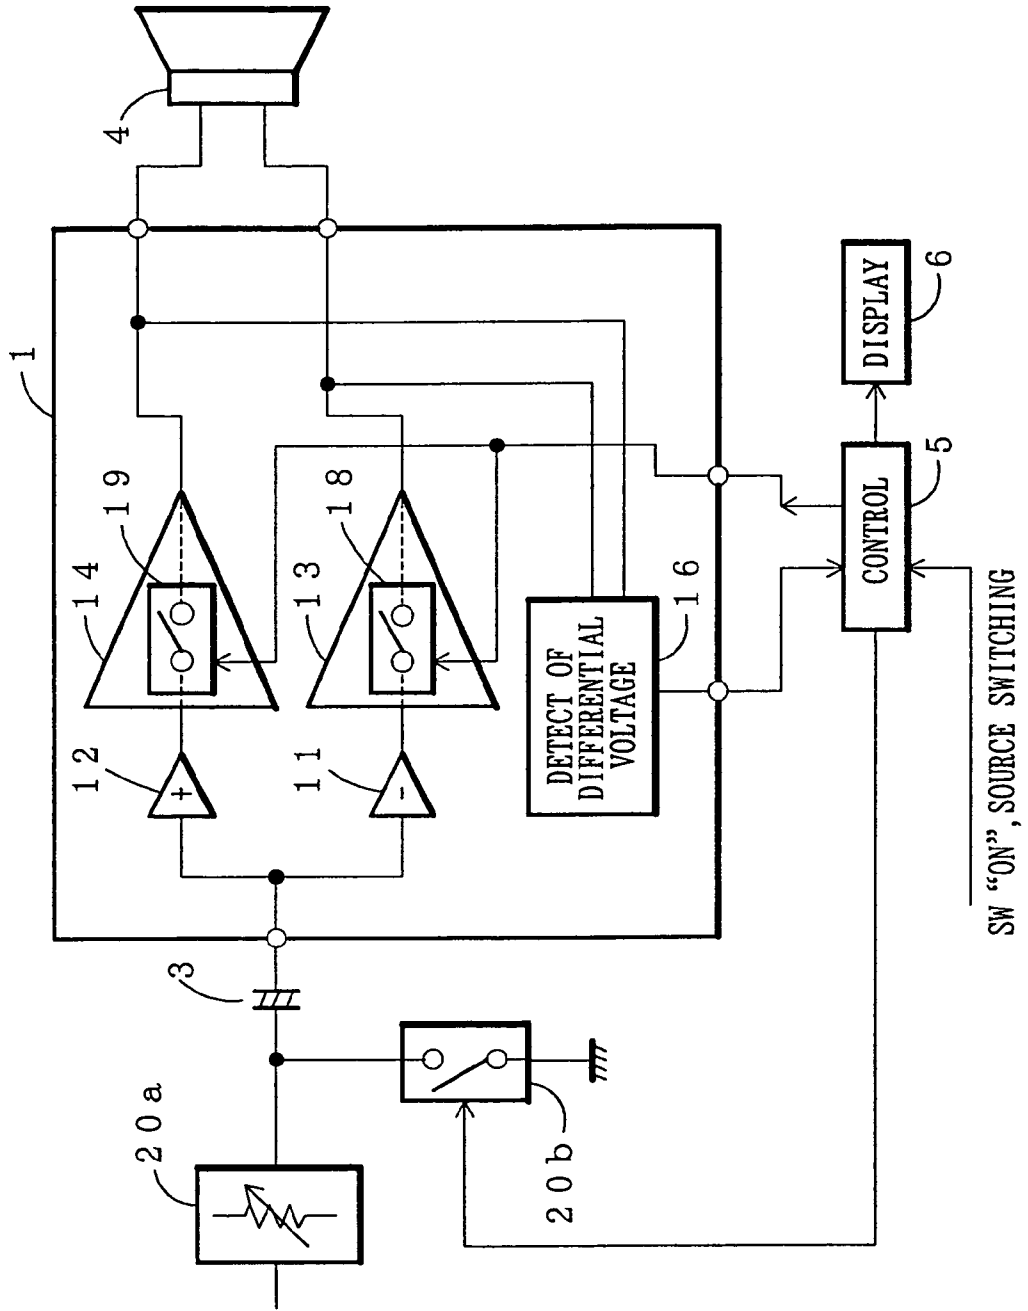 1
4
19
14
12
18
13
11
DETECT OF
DIFFERENTIAL
VOLTAGE
16
3
20a
20b
CONTROL
5
DISPLAY
6
SW “ON”, SOURCE SWITCHING
+
-